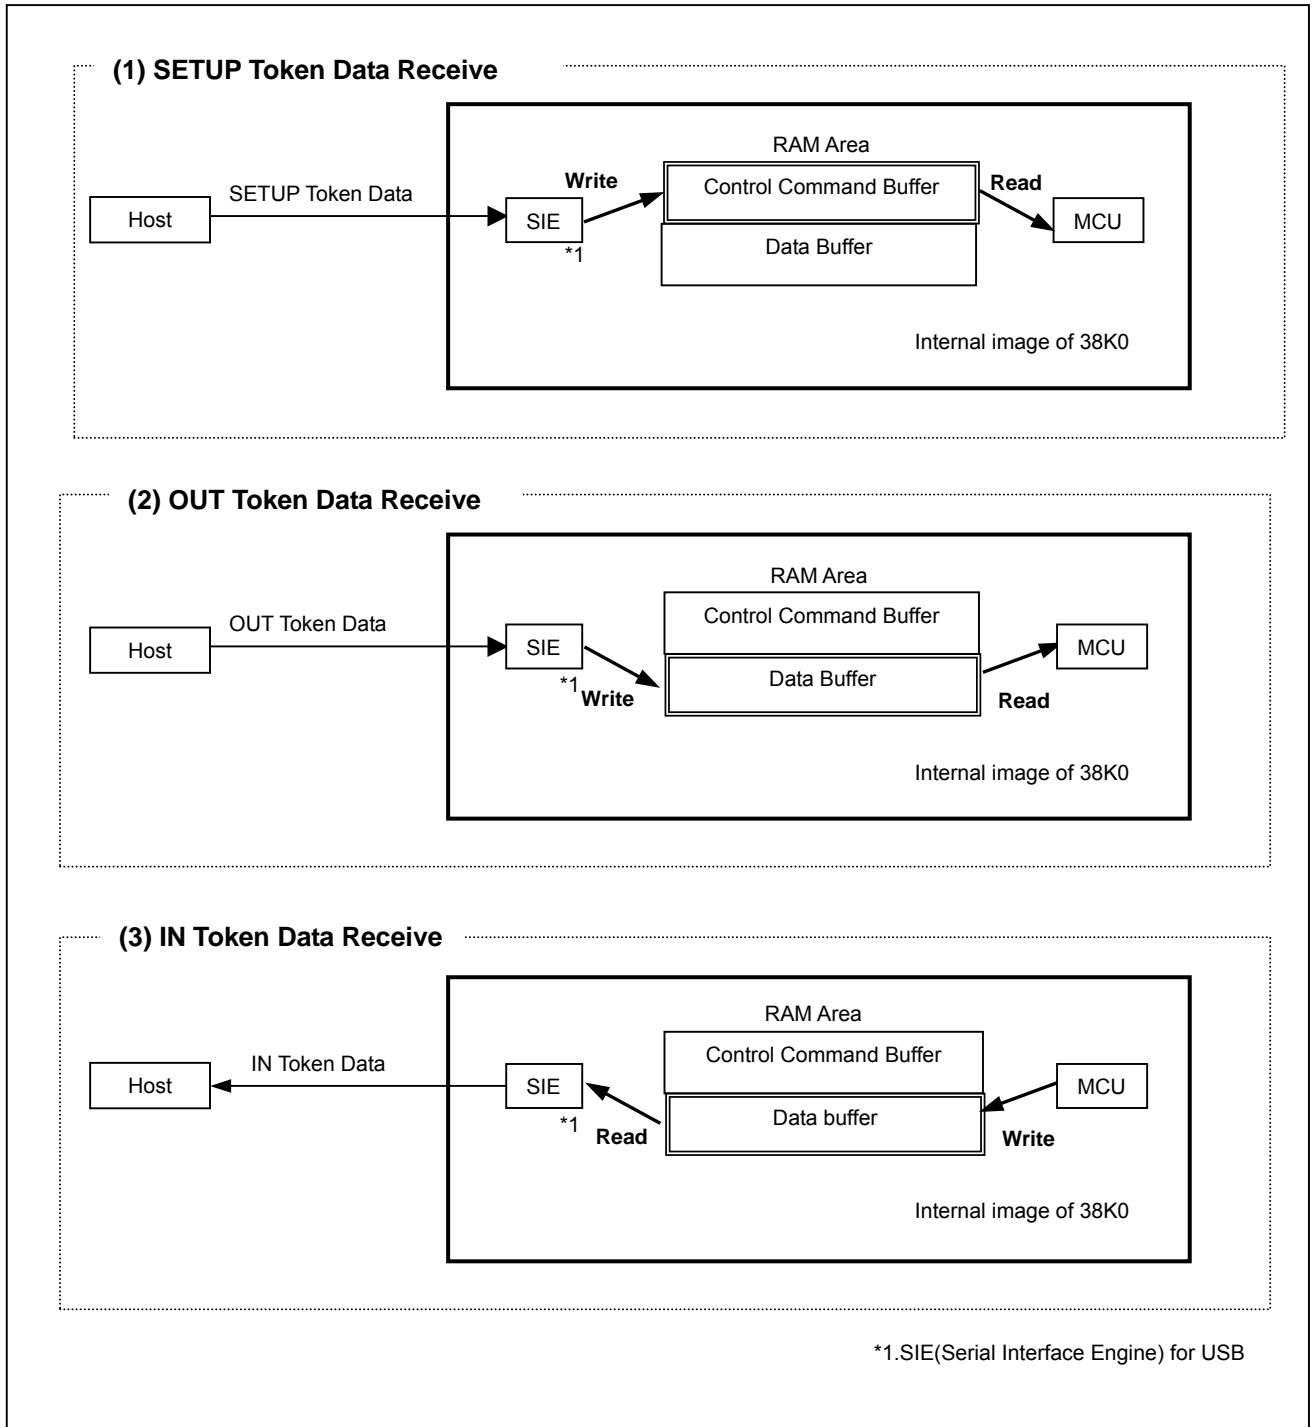 (1) SETUP Token Data Receive
RAM Area
Write
Control Command Buffer
Read
SETUP Token Data
Host
SIE
MCU
*1
Data Buffer
Internal image of 38K0
(2) OUT Token Data Receive
RAM Area
Control Command Buffer
OUT Token Data
Host
SIE
MCU
*1
Write
Data Buffer
Read
Internal image of 38K0
(3) IN Token Data Receive
RAM Area
Control Command Buffer
IN Token Data
Host
SIE
MCU
*1
Read
Data buffer
Write
Internal image of 38K0
*1.SIE(Serial Interface Engine) for USB